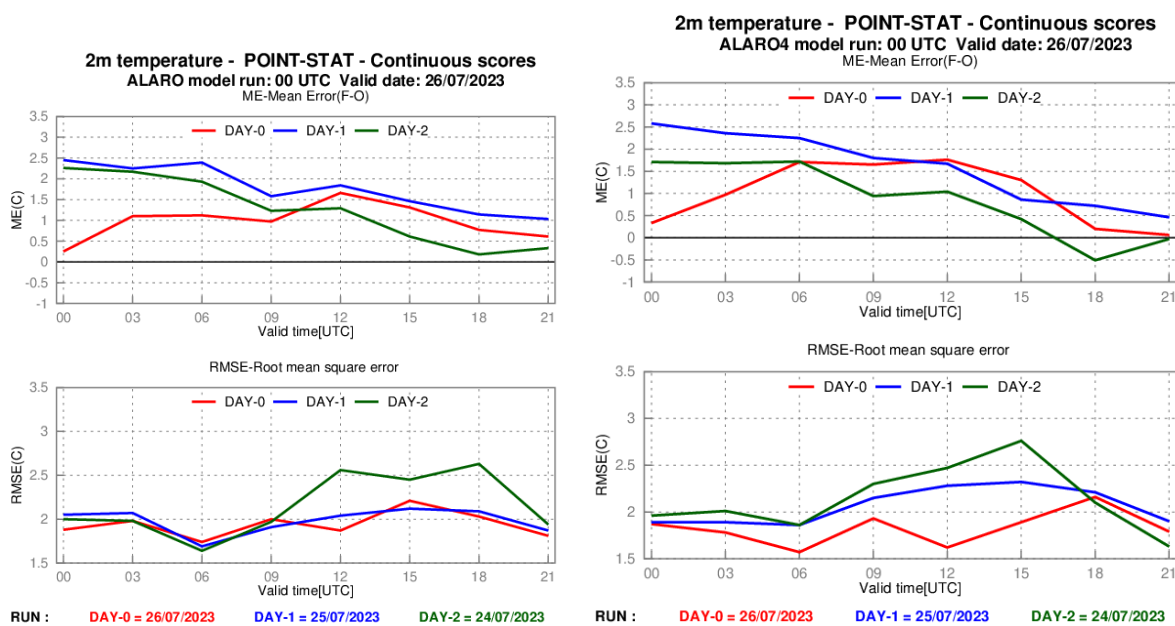 2m temperature - POINT-STAT - Continuous scores
ALARO model run: 00 UTC Valid date: 26/07/2023
ME-Mean Error(F-O)
3.5
3
2.5
2
1.5
1
0.5
0
-0.5
-1
ME(C)
DAY-0 DAY-1 DAY-2
00 03 06 09 12 15 18 21
Valid time[UTC]
RMSE-Root mean square error
3.5
3
2.5
2
1.5
RMSE(C)
DAY-0 DAY-1 DAY-2
00 03 06 09 12 15 18 21
Valid time[UTC]
RUN : DAY-0 = 26/07/2023 DAY-1 = 25/07/2023 DAY-2 = 24/07/2023
2m temperature - POINT-STAT - Continuous scores
ALARO4 model run: 00 UTC Valid date: 26/07/2023
ME-Mean Error(F-O)
3.5
3
2.5
2
1.5
1
0.5
0
-0.5
-1
ME(C)
DAY-0 DAY-1 DAY-2
00 03 06 09 12 15 18 21
Valid time[UTC]
RMSE-Root mean square error
3.5
3
2.5
2
1.5
RMSE(C)
DAY-0 DAY-1 DAY-2
00 03 06 09 12 15 18 21
Valid time[UTC]
RUN : DAY-0 = 26/07/2023 DAY-1 = 25/07/2023 DAY-2 = 24/07/2023